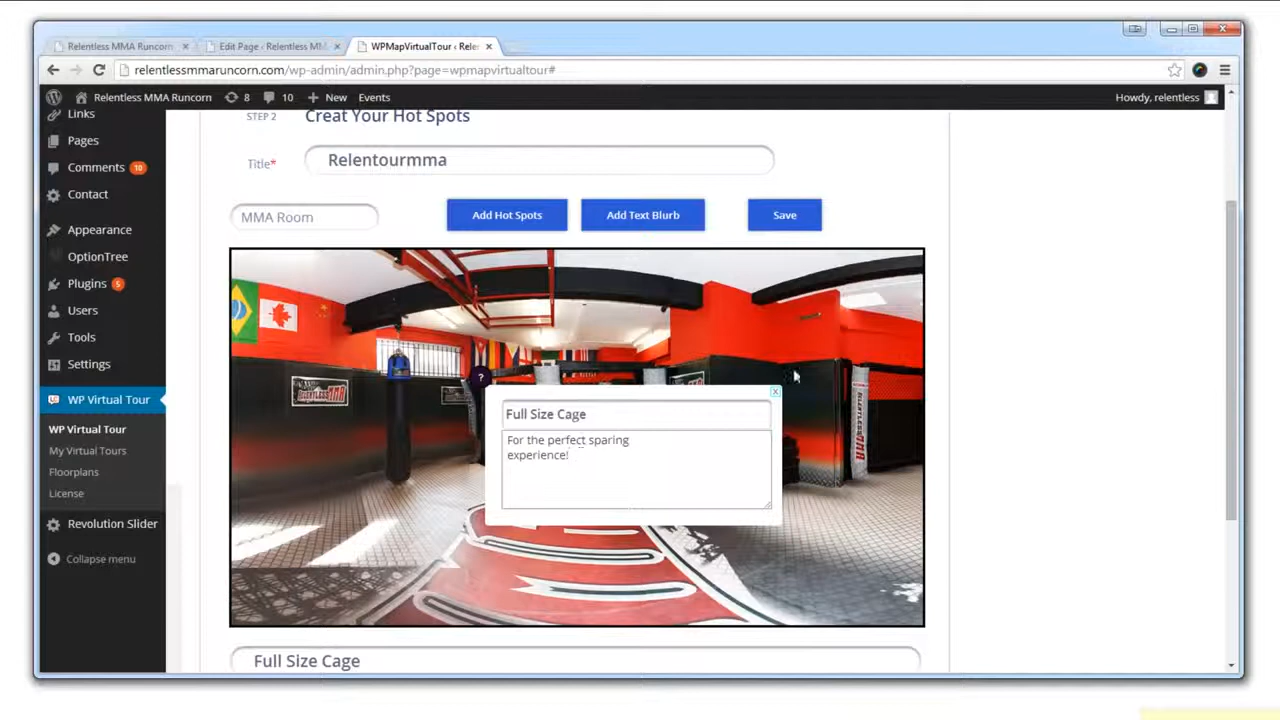 Relentless MMA Runcorn
Edit Page ‹ Relentless MM
WPMapVirtualTour ‹ Rele
relentlessmmaruncorn.com/wp-admin/admin.php?page=wpmapvirtualtour#
Relentless MMA Runcorn
8
10
New
Events
Howdy, relentless
Links
Pages
Comments 10
Contact
Appearance
OptionTree
Plugins 5
Users
Tools
Settings
WP Virtual Tour
WP Virtual Tour
My Virtual Tours
Floorplans
License
Revolution Slider
Collapse menu
STEP 2 Creat Your Hot Spots
Title* Relentourmma
MMA Room Add Hot Spots Add Text Blurb Save
?
Full Size Cage
For the perfect sparing
experience!
Full Size Cage